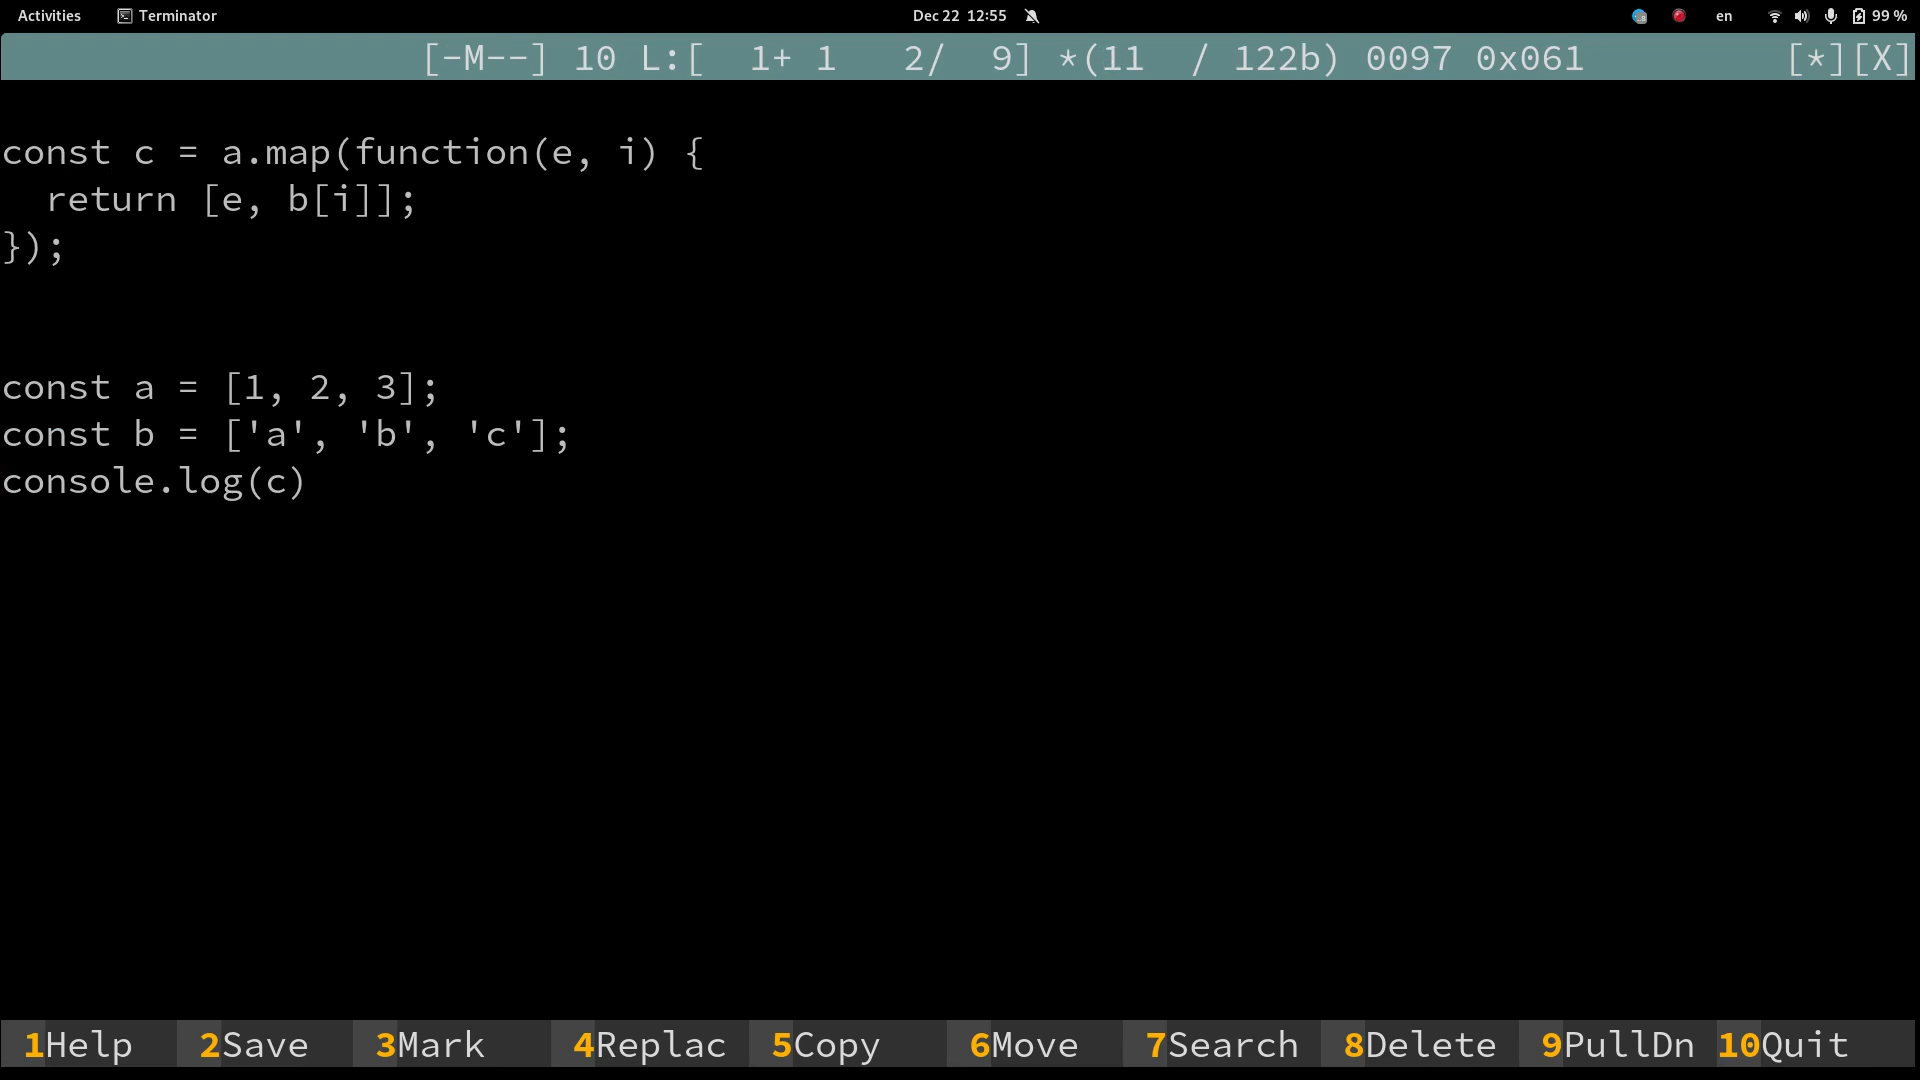 Activities Terminator Dec 22 12:55 en 99 %
[-M--] 10 L:[ 1+ 1 2/ 9] *(11 / 122b) 0097 0x061 [*][X]
const c = a.map(function(e, i) {
return [e, b[i]];
});
const a = [1, 2, 3];
const b = ['a', 'b', 'c'];
console.log(c)
1Help 2Save 3Mark 4Replac 5Copy 6Move 7Search 8Delete 9PullDn 10Quit